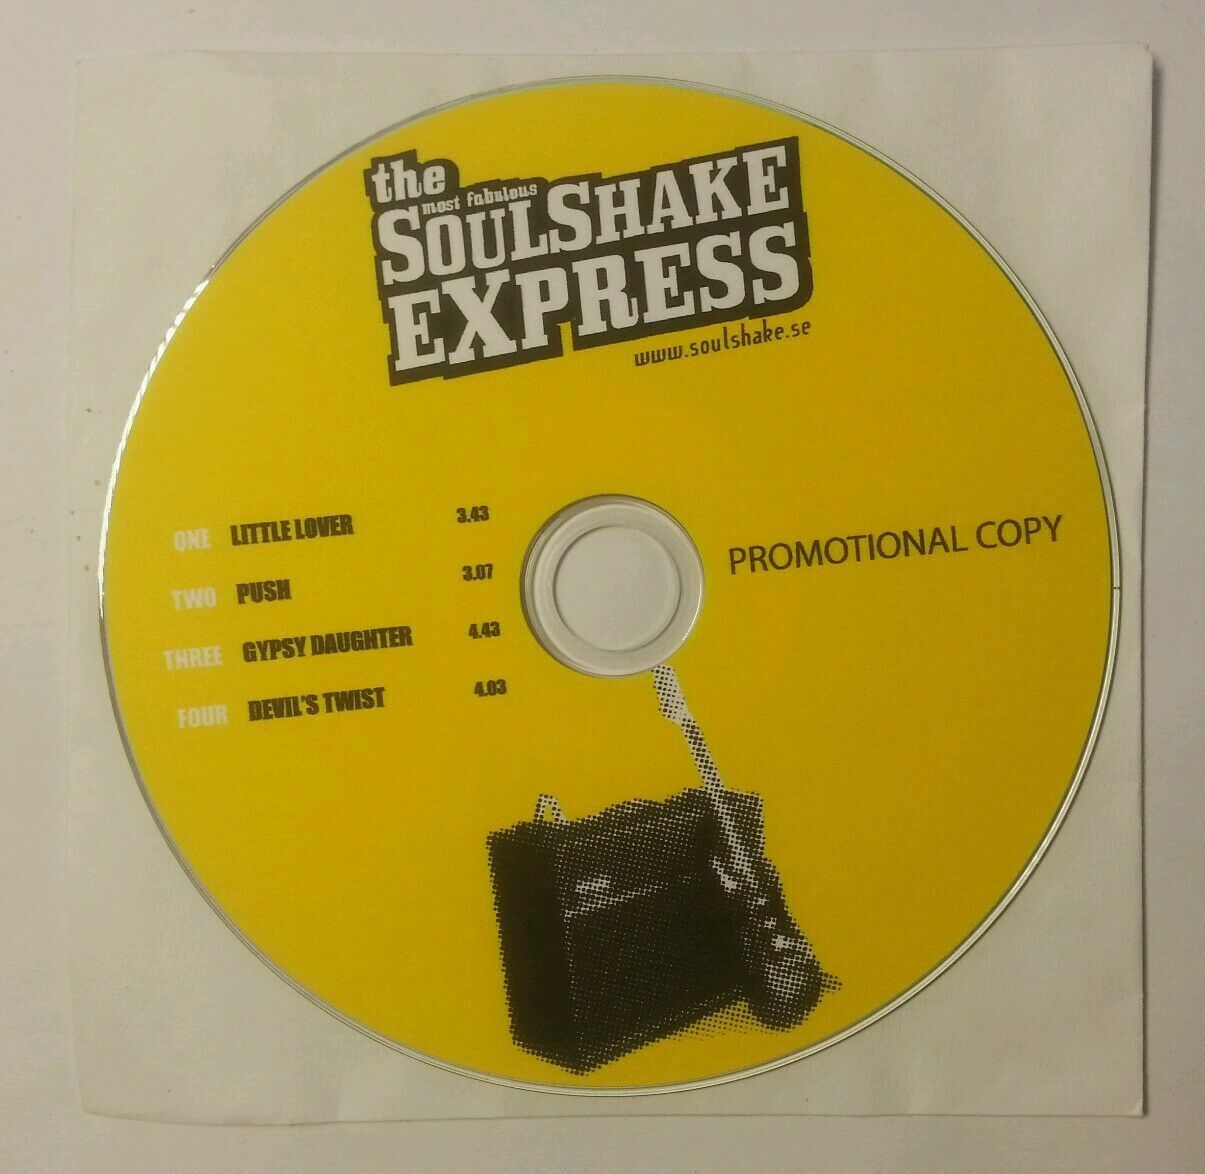 the
most fabulous
SOULSHAKE
EXPRESS
www.soulshake.se
ONE LITTLE LOVER 3.43
TWO PUSH 3.07
THREE GYPSY DAUGHTER 4.43
FOUR DEVIL'S TWIST 4.03
PROMOTIONAL COPY